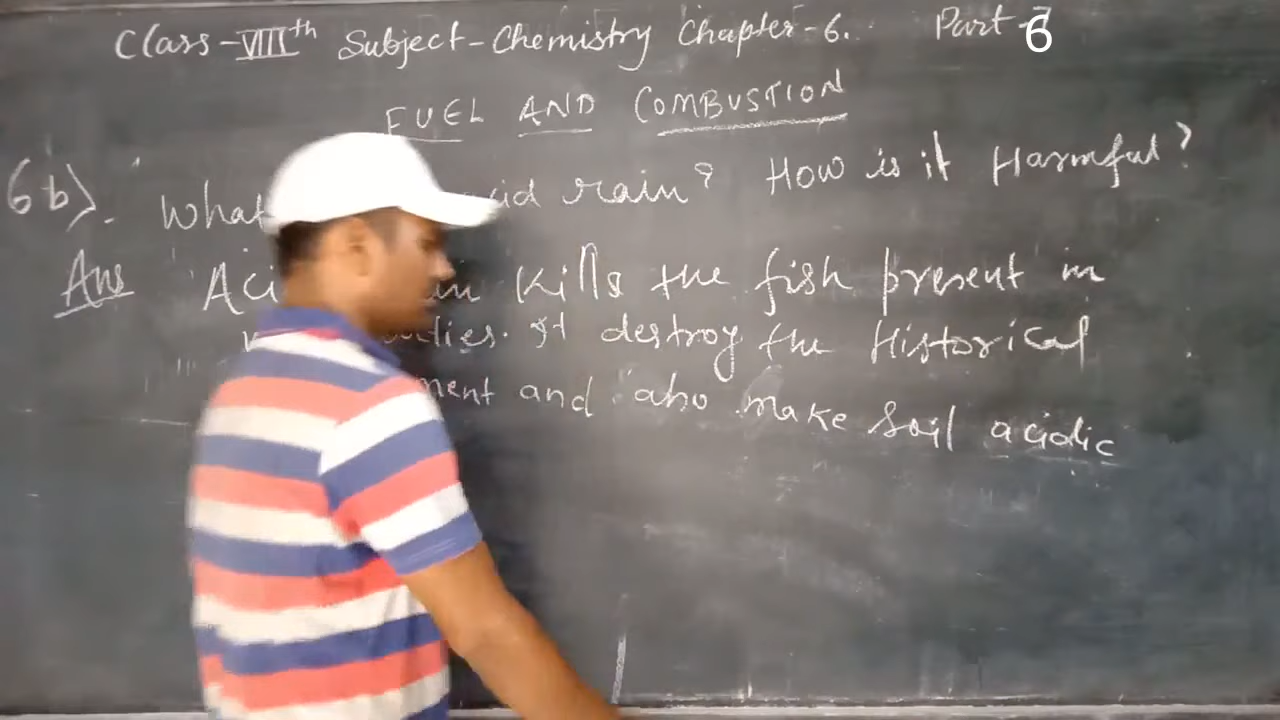 Class-VIIIth Subject-Chemistry Chapter-6. Part-6
FUEL AND COMBUSTION
6b). What rain? How is it Harmful?
Ans Kills the fish present in
It destroy the Historical
and also make soil acidic